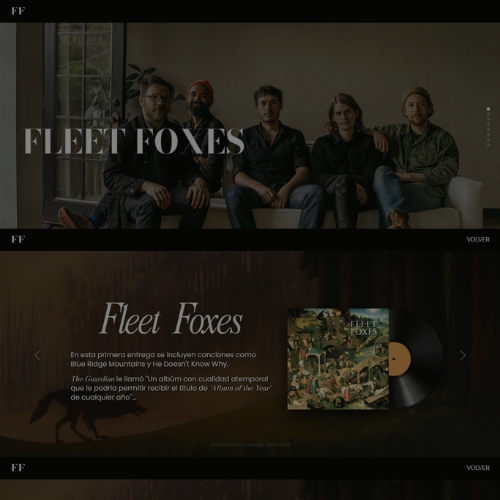 FF
FLEET FOXES
FF
VOLVER
Fleet Foxes
En esta primera entrega se incluyen canciones como
Blue Ridge Mountains y He Doesn't Know Why.
The Guardian le llamó "Un albúm con cualidad atemporal
que le podría permitir recibir el título de 'Album of the Year'
de cualquier año"...
FLEET
FOXES
FF
VOLVER